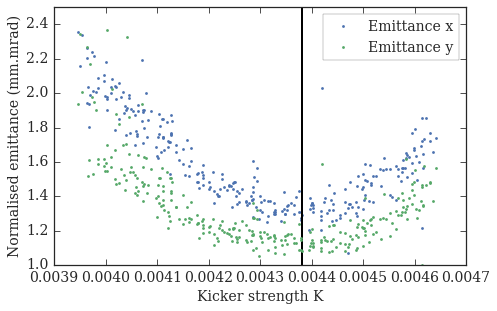 Normalised emittance (mm.mrad)
2.4
2.2
2.0
1.8
1.6
1.4
1.2
1.0
Emittance x
Emittance y
0.0039 0.0040 0.0041 0.0042 0.0043 0.0044 0.0045 0.0046 0.0047
Kicker strength K